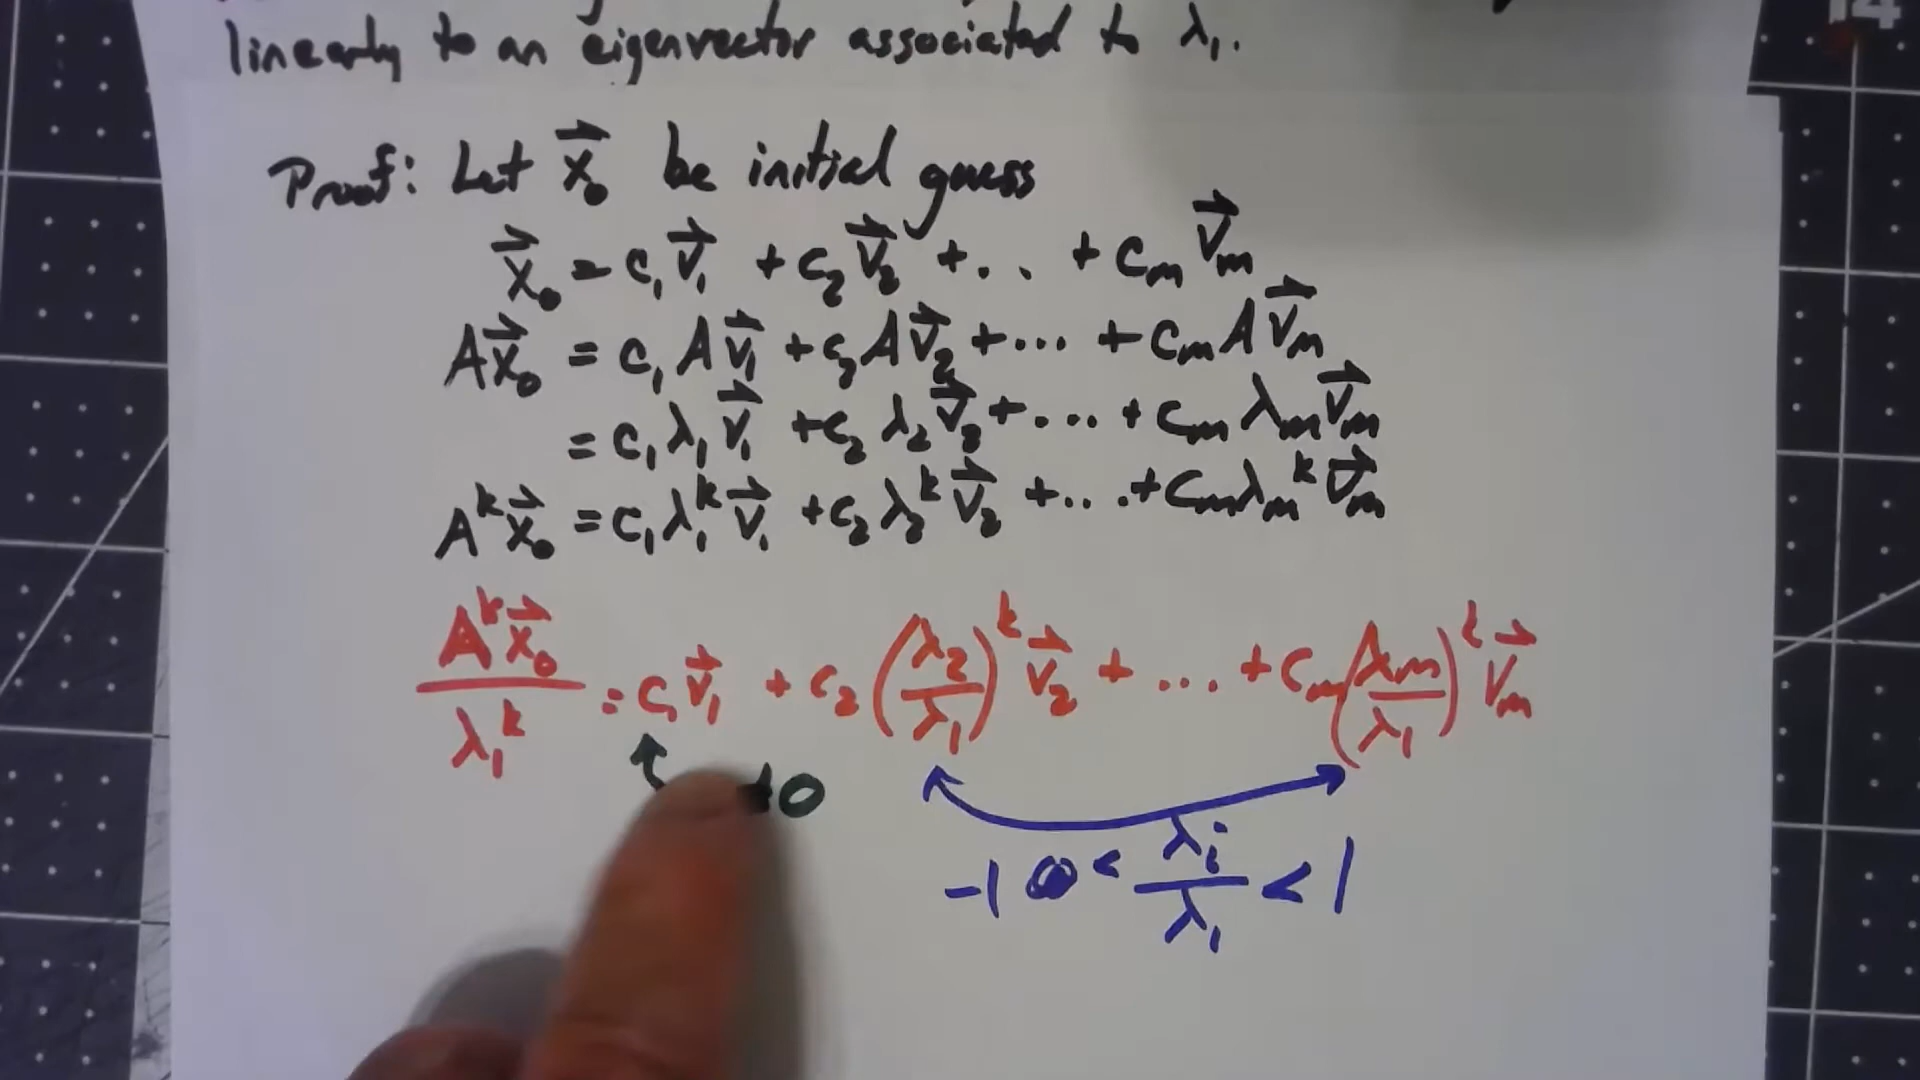 linearly to an eigenvector associated to λ₁.
14
Proof: Let x⃗₀ be initial guess
x⃗₀ = c₁v⃗₁ + c₂v⃗₂ + ... + cₘv⃗ₘ
Ax⃗₀ = c₁Av⃗₁ + c₂Av⃗₂ + ... + cₘAv⃗ₘ
= c₁λ₁v⃗₁ + c₂λ₂v⃗₂ + ... + cₘλₘv⃗ₘ
Aᵏx⃗₀ = c₁λ₁ᵏv⃗₁ + c₂λ₂ᵏv⃗₂ + ... + cₘλₘᵏv⃗ₘ
Aᵏx⃗₀ / λ₁ᵏ = c₁v⃗₁ + c₂(λ₂/λ₁)ᵏv⃗₂ + ... + cₘ(λₘ/λ₁)ᵏv⃗ₘ
0
-1 < λᵢ/λ₁ < 1